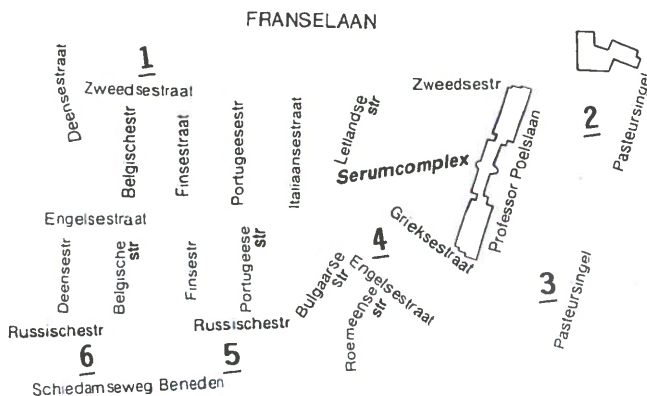 FRANSELAAN
Deensestraat
1
Zweedsestraat
Belgischestr
Finsestraat
Portugeesestr
Italiaansestraat
Letlandse
str
Zweedsestr
2
Pasteursingel
Serumcomplex
Professor Poelslaan
Grieksestraat
Engelsestraat
Deensestr
Belgische
str
Finsestr
Portugeese
str
4
Bulgaarse
str
Engelsestraat
Roemeense
str
3
Pasteursingel
Russischestr
Russischestr
6
5
Schiedamseweg Beneden